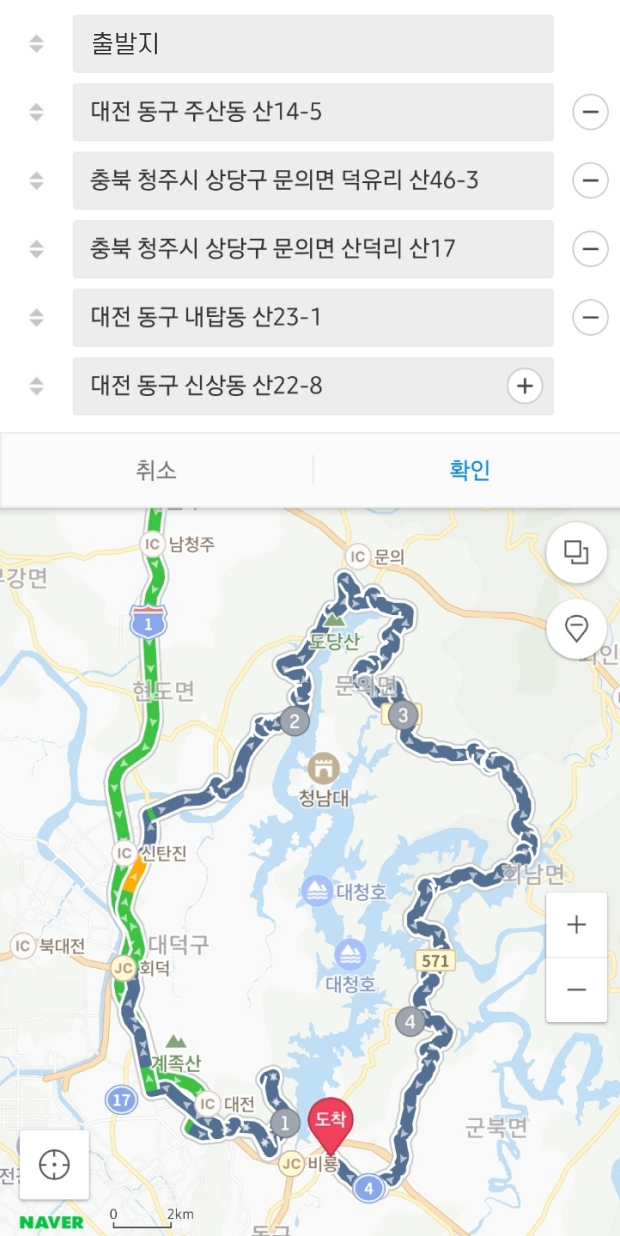 출발지
대전 동구 주산동 산14-5
충북 청주시 상당구 문의면 덕유리 산46-3
충북 청주시 상당구 문의면 산덕리 산17
대전 동구 내탑동 산23-1
대전 동구 신상동 산22-8
취소
확인
IC 남청주
IC 문의
1
도당산
현도면
문의면
2
3
청남대
IC 신탄진
회남면
대청호
IC 북대전
대덕구
JC 회덕
571
대청호
4
계족산
17
IC 대전
1
도착
군북면
JC 비룡
4
NAVER
0
2km
동구